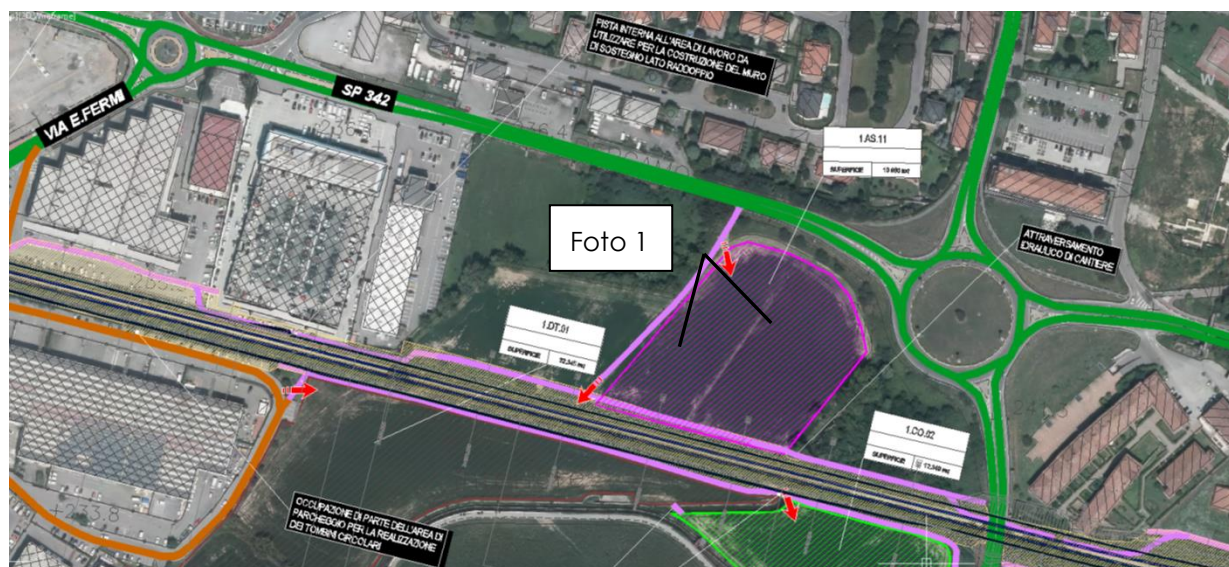 PISTA INTERNA ALL'AREA DI LAVORO DA
UTILIZZARE PER LA COSTRUZIONE DEL MURO
DI SOSTEGNO LATO RADDOPPIO
SP 342
VIA E.FERMI
1.AS.11
SUPERFICIE
Foto 1
ATTRAVERSAMENTO
IDRAULICO DI CANTIERE
1.DT.01
SUPERFICIE
1.CO.02
SUPERFICIE
OCCUPAZIONE DI PARTE DELL'AREA DI
PARCHEGGIO PER LA REALIZZAZIONE
DEI TOMBINI CIRCOLARI